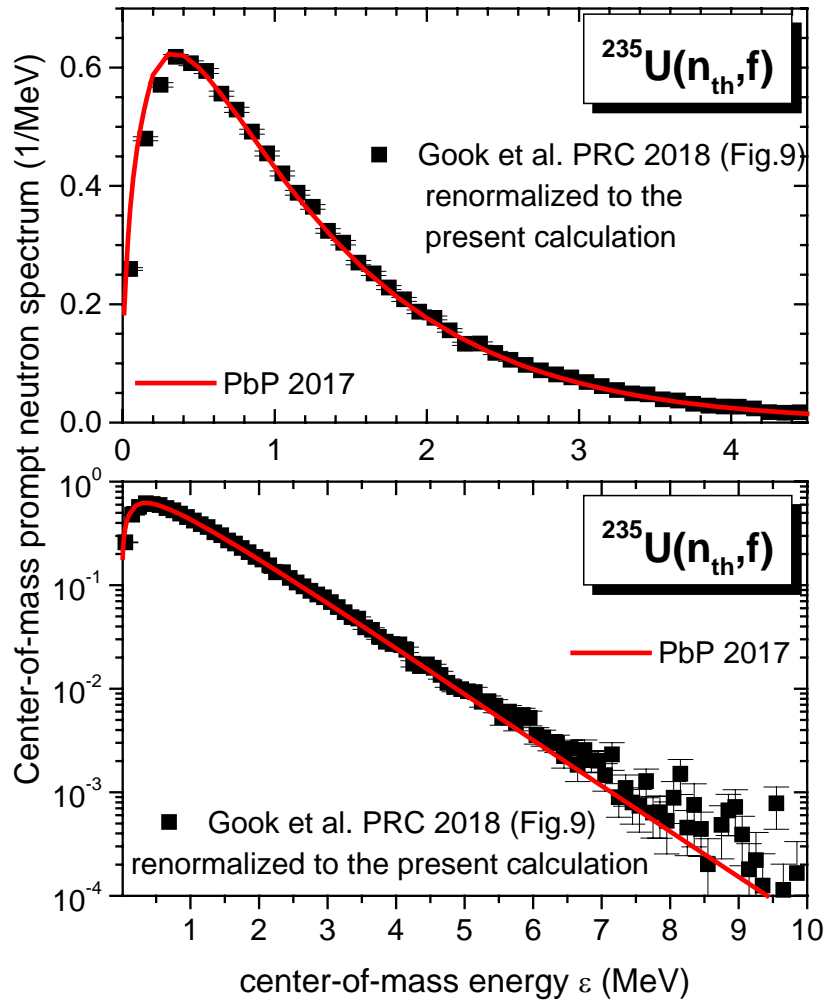 Center-of-mass prompt neutron spectrum (1/MeV)
0.6
0.4
0.2
0.0
²³⁵U(n_th,f)
Gook et al. PRC 2018 (Fig.9)
renormalized to the
present calculation
PbP 2017
0 1 2 3 4
10⁰
10⁻¹
10⁻²
10⁻³
10⁻⁴
²³⁵U(n_th,f)
PbP 2017
Gook et al. PRC 2018 (Fig.9)
renormalized to the present calculation
1 2 3 4 5 6 7 8 9 10
center-of-mass energy ε (MeV)